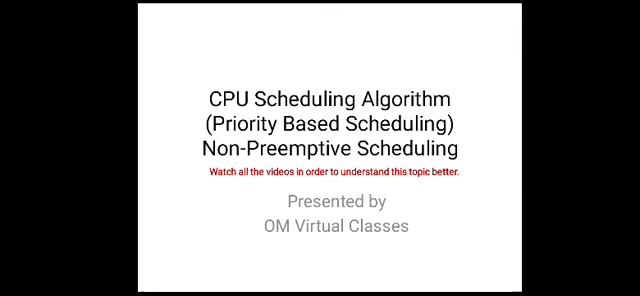 CPU Scheduling Algorithm
(Priority Based Scheduling)
Non-Preemptive Scheduling
Watch all the videos in order to understand this topic better.
Presented by
OM Virtual Classes